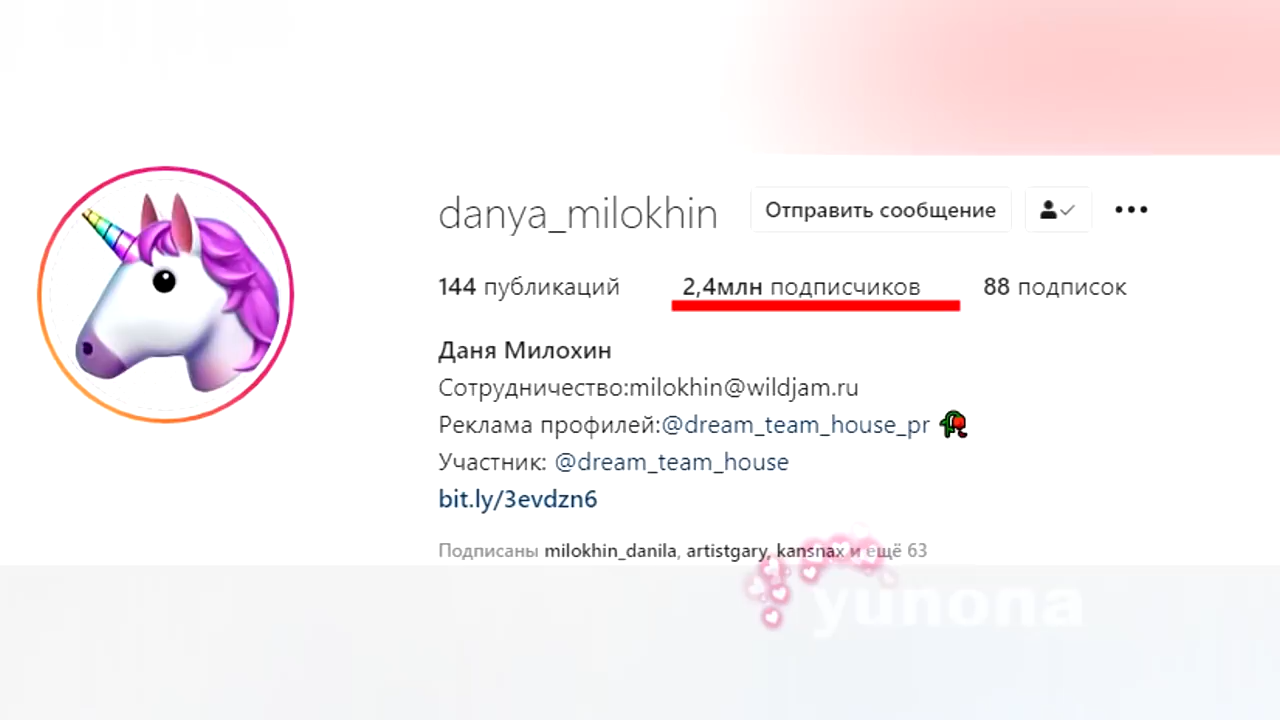 danya_milokhin Отправить сообщение
144 публикаций 2,4млн подписчиков 88 подписок
Даня Милохин
Сотрудничество:milokhin@wildjam.ru
Реклама профилей:@dream_team_house_pr
Участник: @dream_team_house
bit.ly/3evdzn6
Подписаны milokhin_danila, artistgary, kansnax и ещё 63
yunona